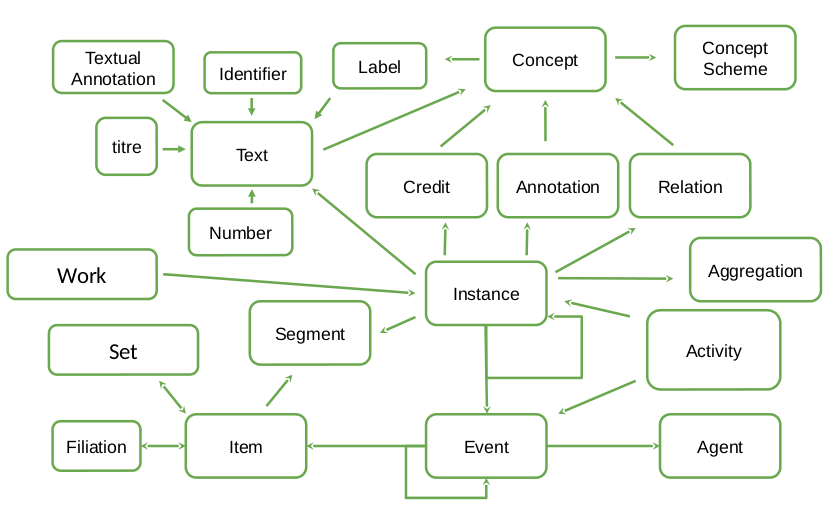 Textual
Annotation
Identifier
Label
Concept
Concept
Scheme
titre
Text
Credit
Annotation
Relation
Number
Work
Instance
Aggregation
Set
Segment
Activity
Filiation
Item
Event
Agent